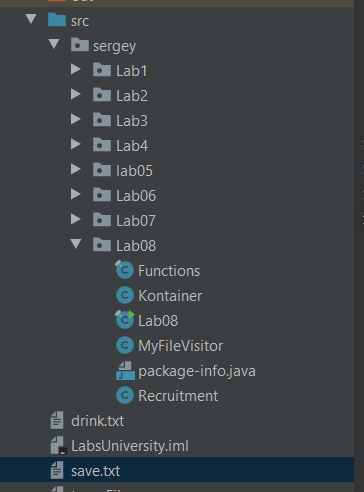 src
sergey
Lab1
Lab2
Lab3
Lab4
lab05
Lab06
Lab07
Lab08
Functions
Kontainer
Lab08
MyFileVisitor
package-info.java
Recruitment
drink.txt
LabsUniversity.iml
save.txt